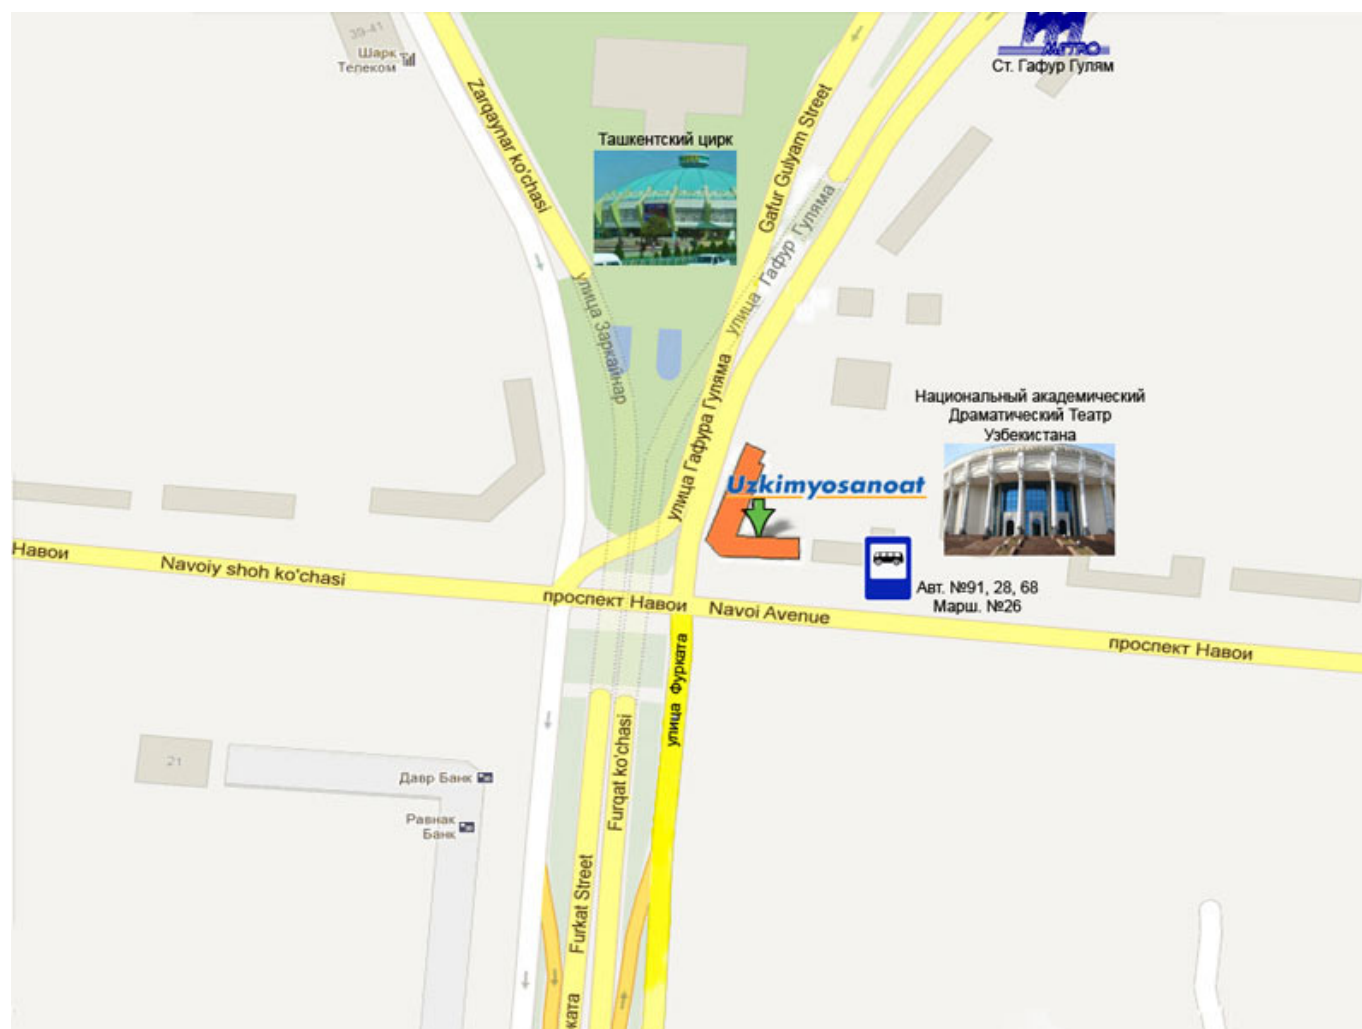 39-41
Шарк
Телеком
METPO
Ст. Гафур Гулям
Zarqaynar ko'chasi
Ташкентский цирк
Gafur Gulyam Street
улица Гафур Гуляма
улица Заркайнар
улица Гафура Гуляма
Национальный академический
Драматический Театр
Узбекистана
Uzkimyosanoat
Навои
Navoiy shoh ko'chasi
проспект Навои
Navoi Avenue
Авт. №91, 28, 68
Марш. №26
проспект Навои
улица Фурката
21
Давр Банк
Furqat ko'chasi
Равнак
Банк
Furkat Street
ката